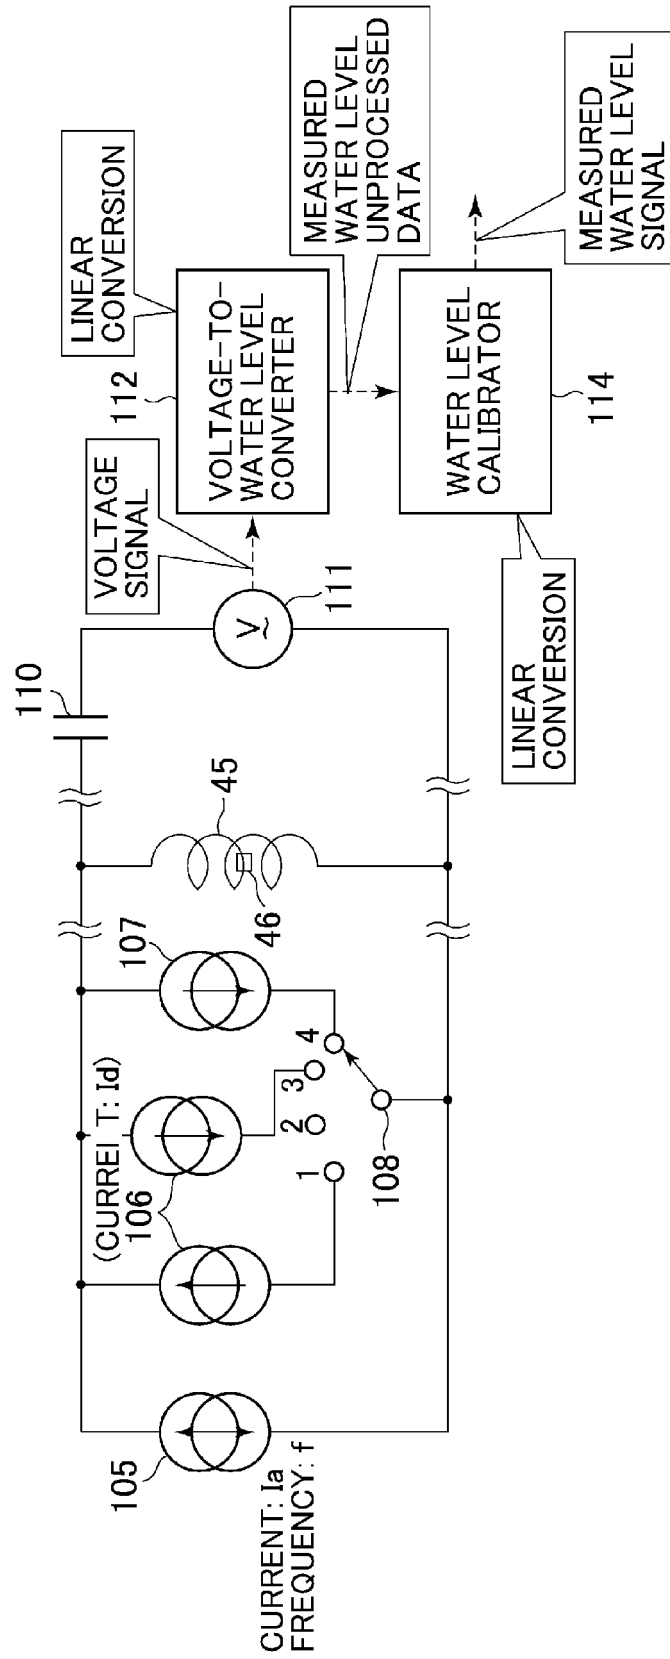 110
VOLTAGE
SIGNAL
112
LINEAR
CONVERSION
VOLTAGE-TO-
WATER LEVEL
CONVERTER
MEASURED
WATER LEVEL
UNPROCESSED
DATA
V
~
111
WATER LEVEL
CALIBRATOR
114
LINEAR
CONVERSION
MEASURED
WATER LEVEL
SIGNAL
45
46
107
(CURREI T: Id)
106
1
2
3
4
108
105
CURRENT: Ia
FREQUENCY: f